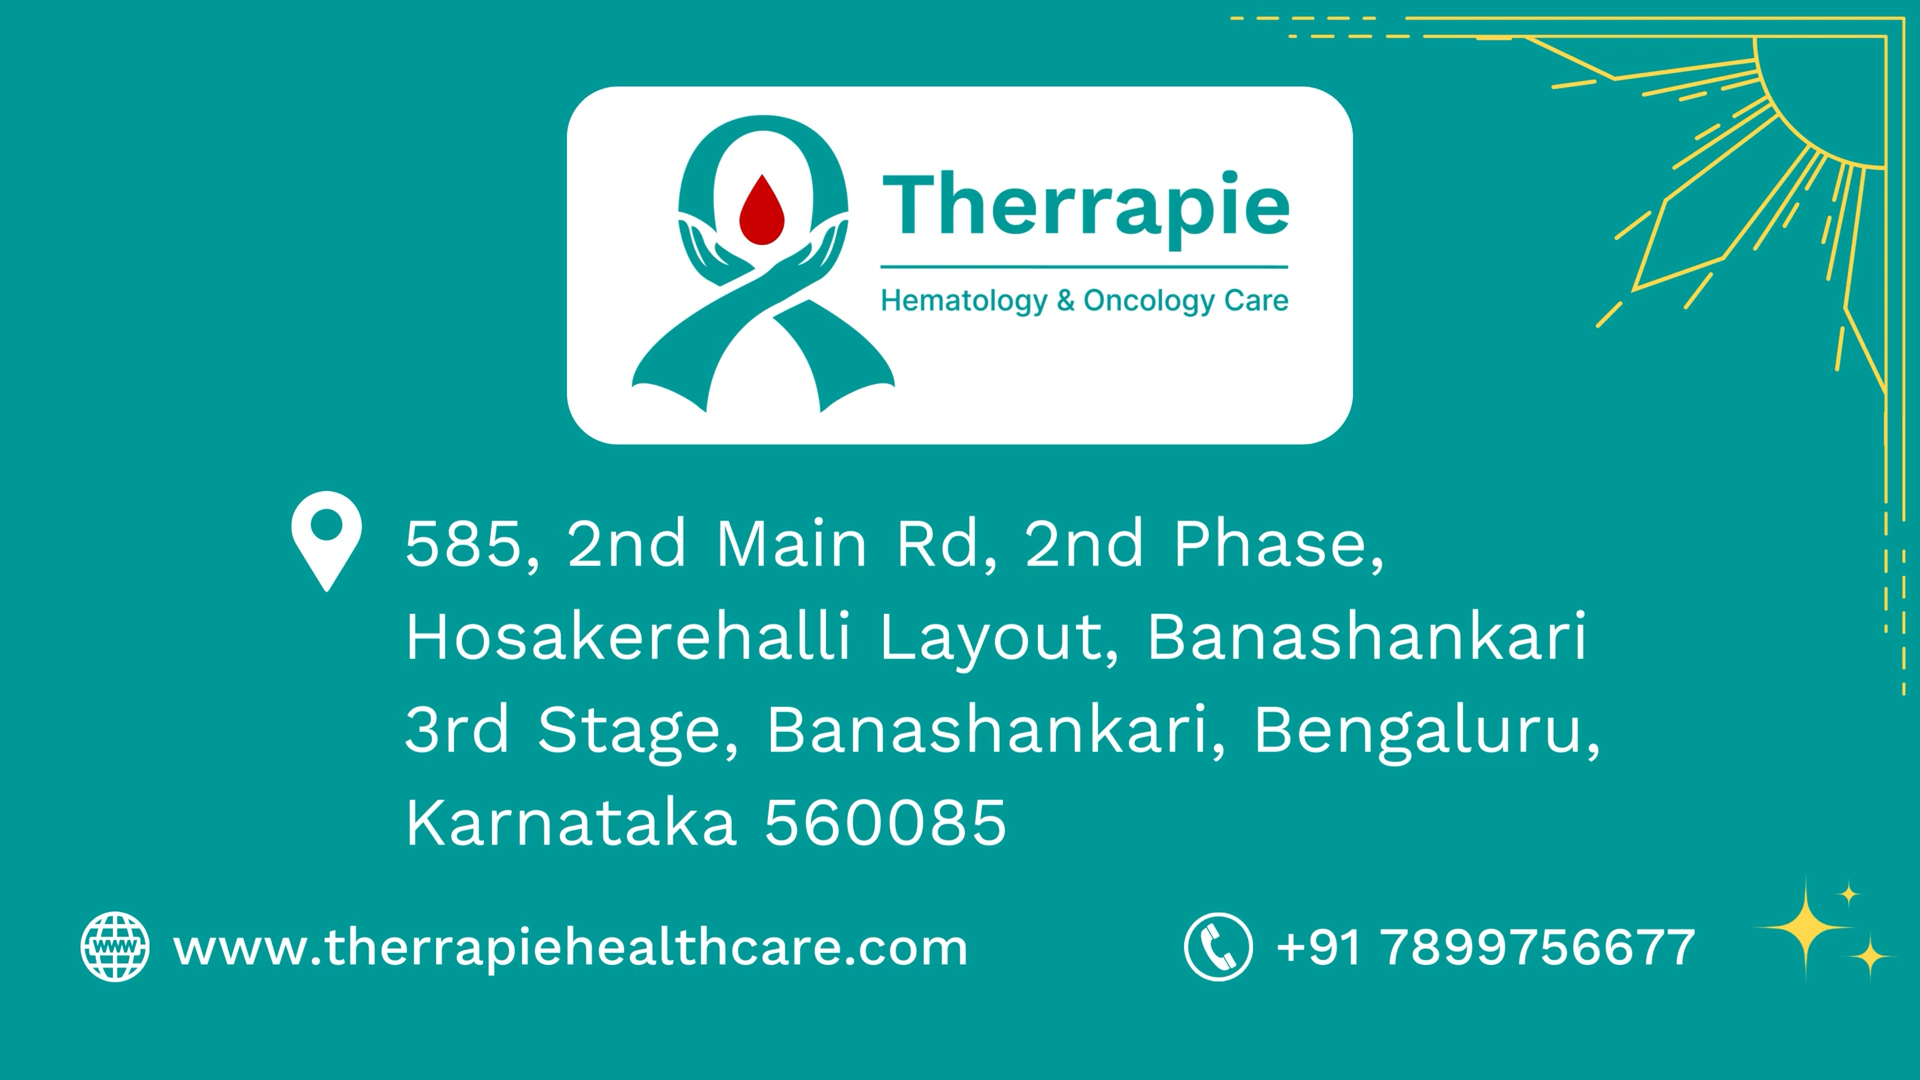 Therrapie
Hematology & Oncology Care
585, 2nd Main Rd, 2nd Phase,
Hosakerehalli Layout, Banashankari
3rd Stage, Banashankari, Bengaluru,
Karnataka 560085
www
www.therrapiehealthcare.com
+91 7899756677